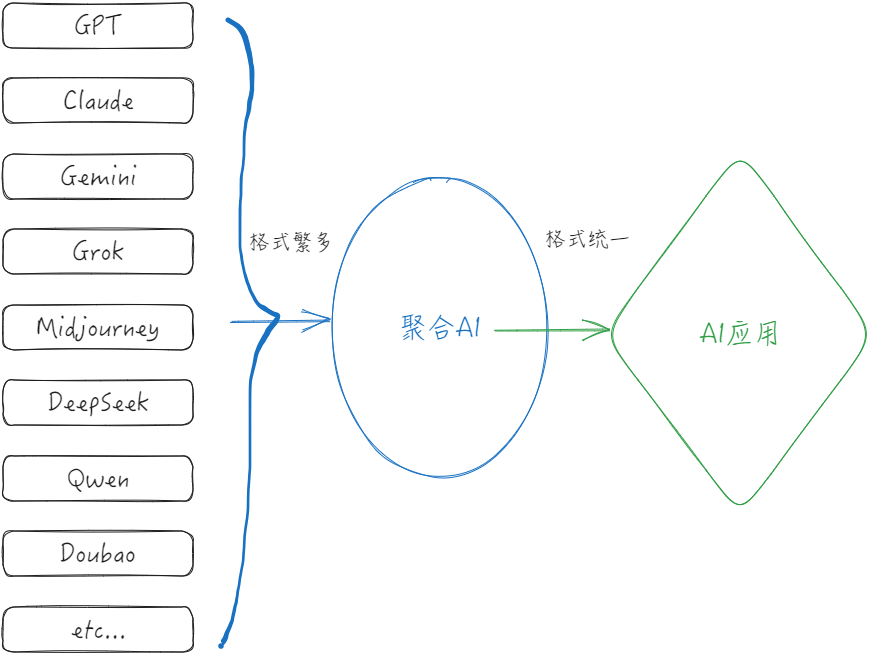 GPT
Claude
Gemini
Grok
Midjourney
DeepSeek
Qwen
Doubao
etc...
格式繁多
聚合AI
格式统一
AI应用